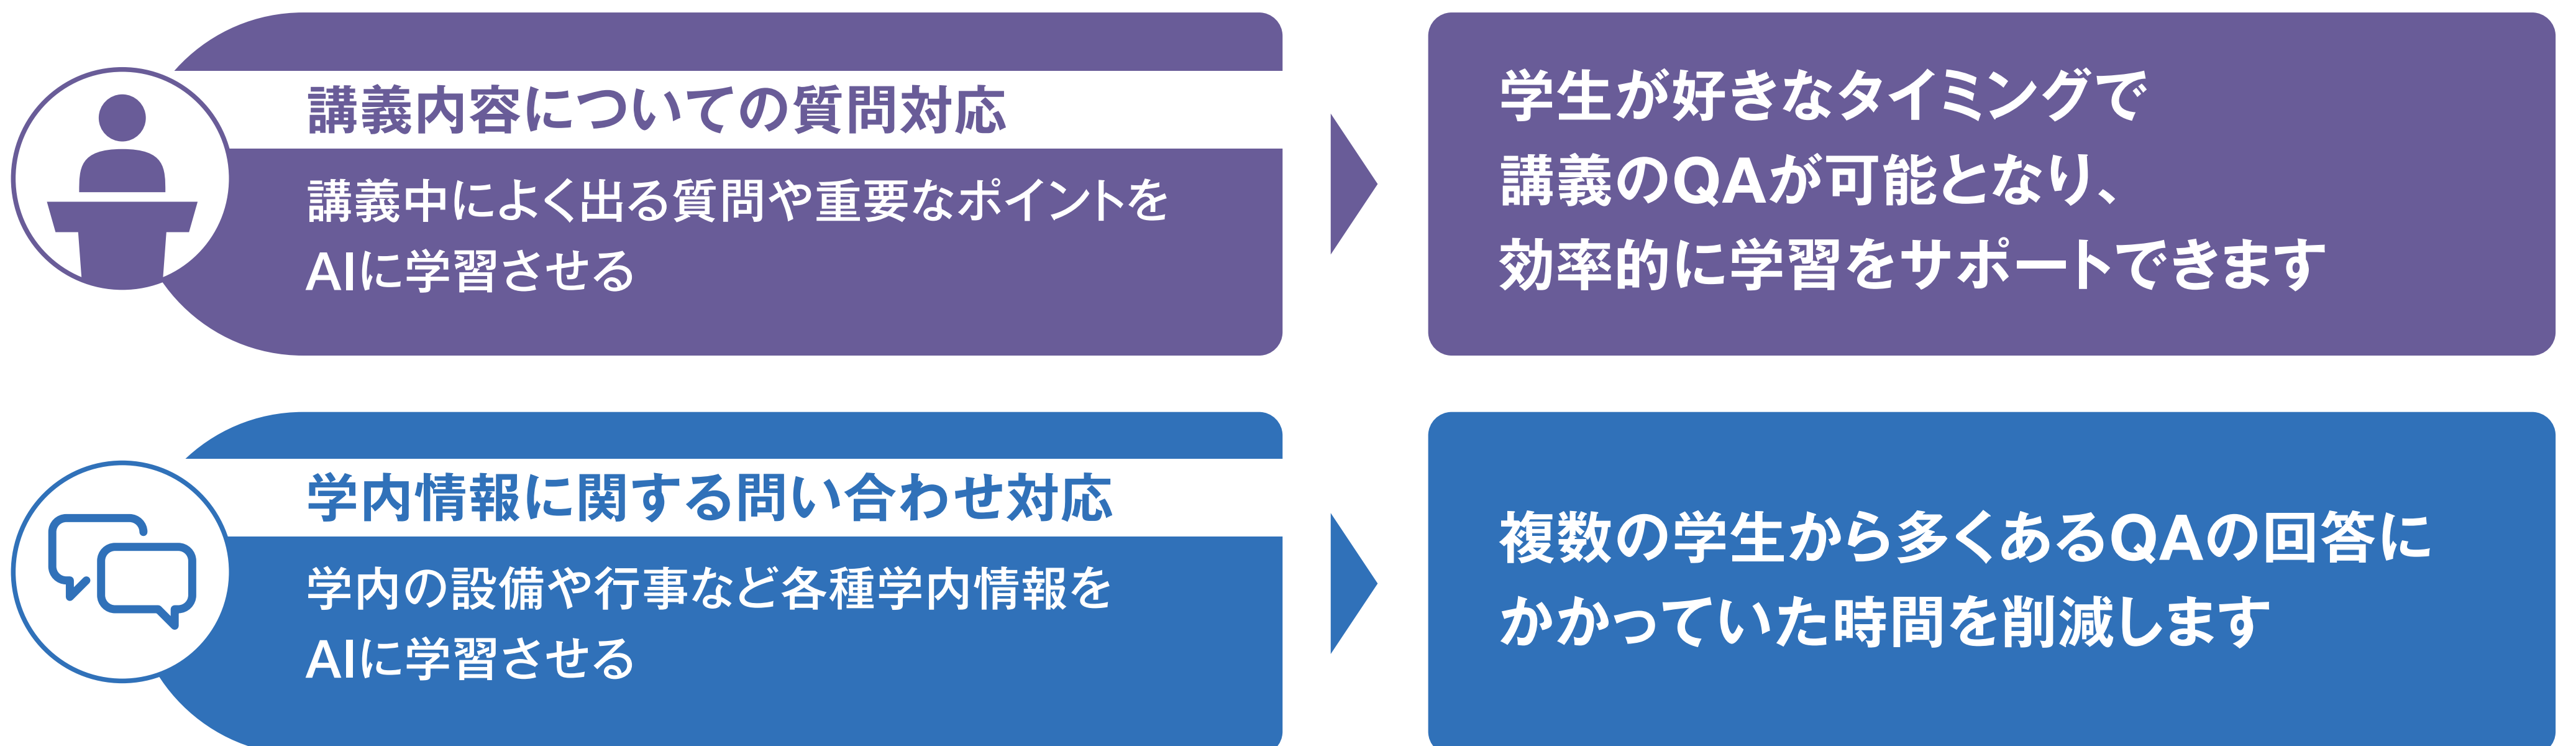 講義内容についての質問対応
講義中によく出る質問や重要なポイントを
AIに学習させる
学生が好きなタイミングで
講義のQAが可能となり、
効率的に学習をサポートできます
学内情報に関する問い合わせ対応
学内の設備や行事など各種学内情報を
AIに学習させる
複数の学生から多くあるQAの回答に
かかっていた時間を削減します